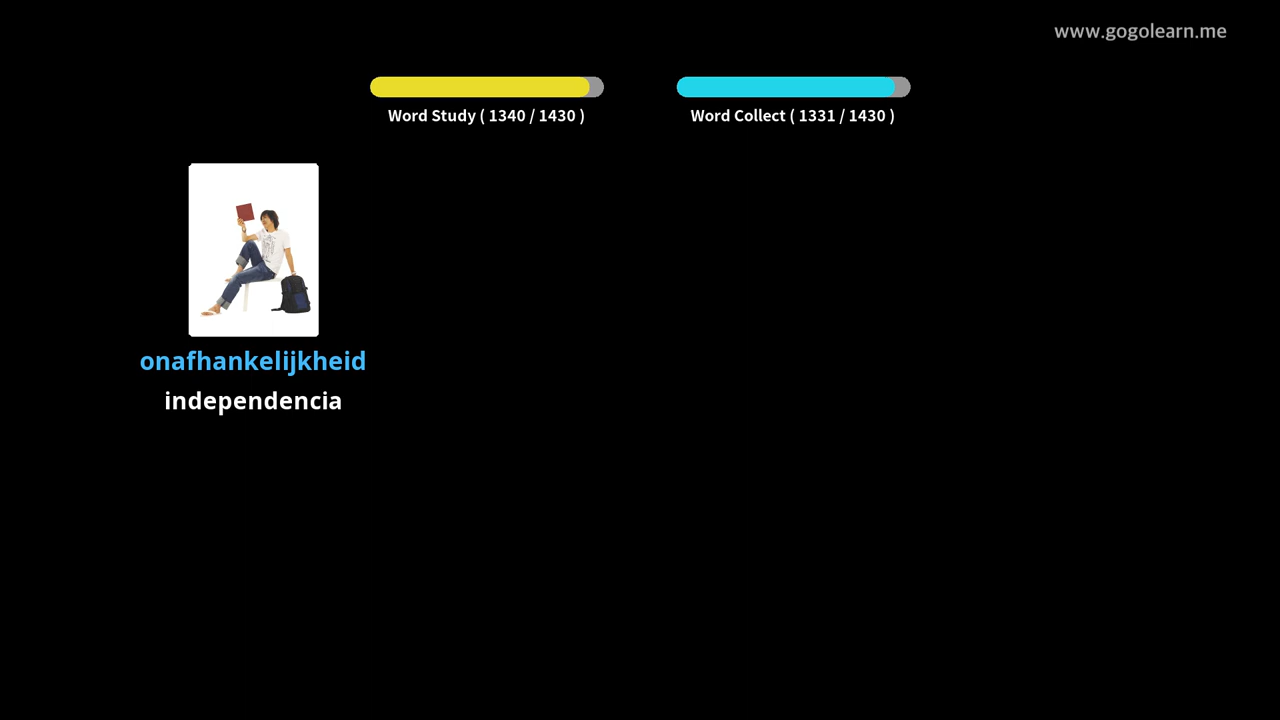 www.gogolearn.me
Word Study ( 1340 / 1430 )
Word Collect ( 1331 / 1430 )
onafhankelijkheid
independencia